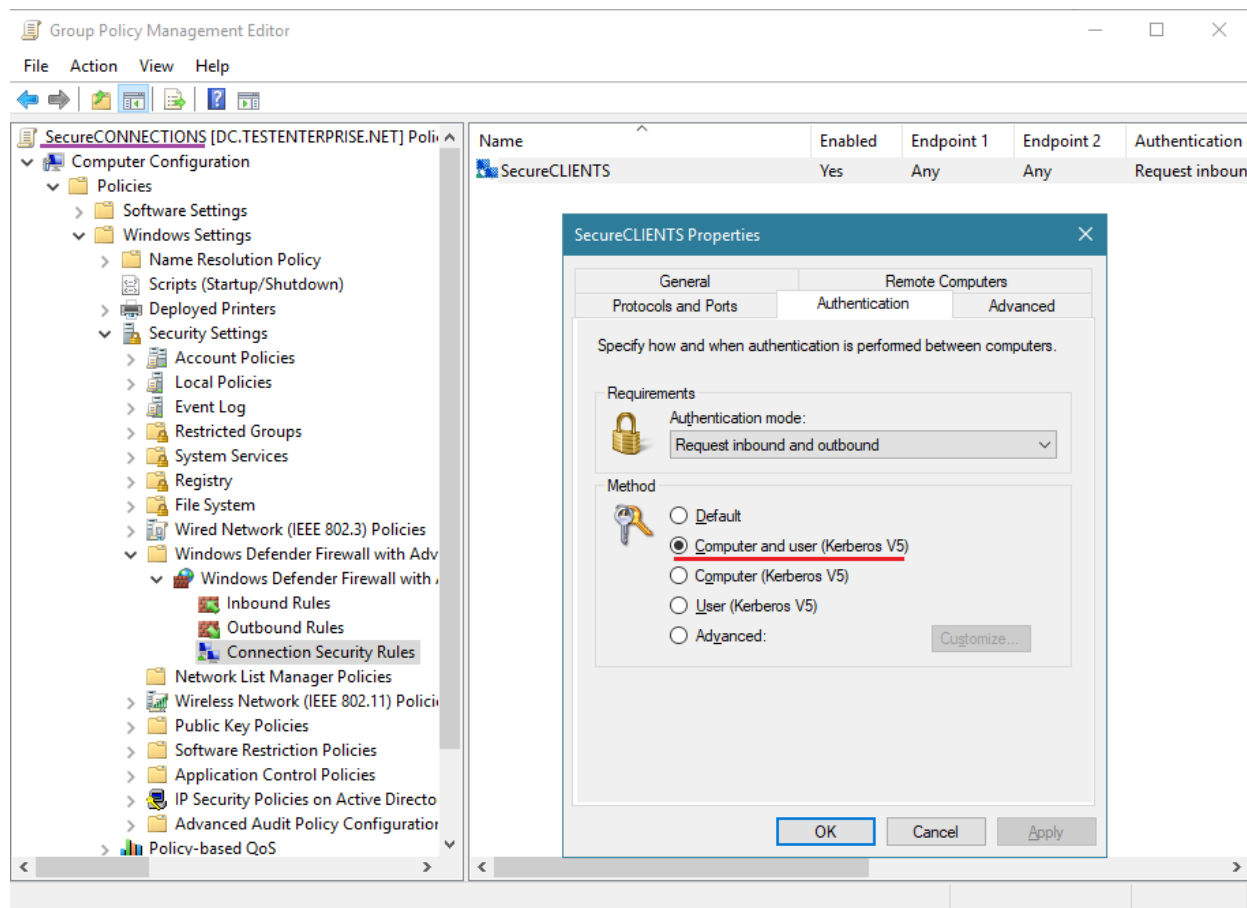 Group Policy Management Editor
File Action View Help
SecureCONNECTIONS [DC.TESTENTERPRISE.NET] Poli
Computer Configuration
Policies
Software Settings
Windows Settings
Name Resolution Policy
Scripts (Startup/Shutdown)
Deployed Printers
Security Settings
Account Policies
Local Policies
Event Log
Restricted Groups
System Services
Registry
File System
Wired Network (IEEE 802.3) Policies
Windows Defender Firewall with Adv
Windows Defender Firewall with
Inbound Rules
Outbound Rules
Connection Security Rules
Network List Manager Policies
Wireless Network (IEEE 802.11) Polici
Public Key Policies
Software Restriction Policies
Application Control Policies
IP Security Policies on Active Directo
Advanced Audit Policy Configuration
Policy-based QoS
Name Enabled Endpoint 1 Endpoint 2 Authentication
SecureCLIENTS Yes Any Any Request inboun
SecureCLIENTS Properties
General Remote Computers
Protocols and Ports Authentication Advanced
Specify how and when authentication is performed between computers.
Requirements
Authentication mode:
Request inbound and outbound
Method
Default
Computer and user (Kerberos V5)
Computer (Kerberos V5)
User (Kerberos V5)
Advanced:
Customize...
OK Cancel Apply